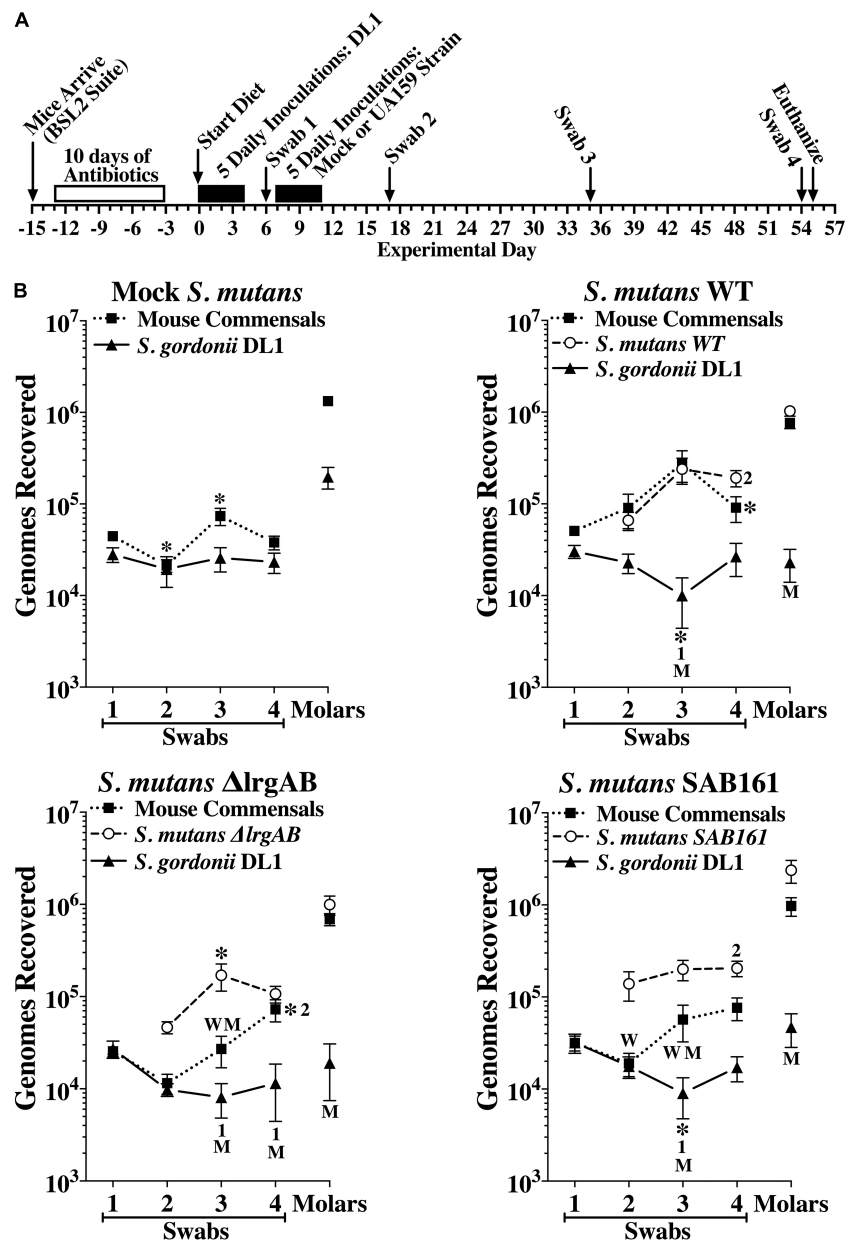 A
Mice Arrive
(BSL2 Suite)
10 days of
Antibiotics
Start Diet
5 Daily Inoculations: DL1
Swab 1
5 Daily Inoculations:
Mock or UA159 Strain
Swab 2
Swab 3
Swab 4
Euthanize
-15 -12 -9 -6 -3 0 3 6 9 12 15 18 21 24 27 30 33 36 39 42 45 48 51 54 57
Experimental Day
B
Mock S. mutans
Mouse Commensals
S. gordonii DL1
Genomes Recovered
10⁷
10⁶
10⁵
10⁴
10³
*
*
1 2 3 4 Molars
Swabs
S. mutans WT
Mouse Commensals
S. mutans WT
S. gordonii DL1
Genomes Recovered
10⁷
10⁶
10⁵
10⁴
10³
2
*
*
1
M
M
1 2 3 4 Molars
Swabs
S. mutans ΔlrgAB
Mouse Commensals
S. mutans ΔlrgAB
S. gordonii DL1
Genomes Recovered
10⁷
10⁶
10⁵
10⁴
10³
*
* 2
W M
1
M
1
M
M
1 2 3 4 Molars
Swabs
S. mutans SAB161
Mouse Commensals
S. mutans SAB161
S. gordonii DL1
Genomes Recovered
10⁷
10⁶
10⁵
10⁴
10³
2
W
W M
*
1
M
M
1 2 3 4 Molars
Swabs